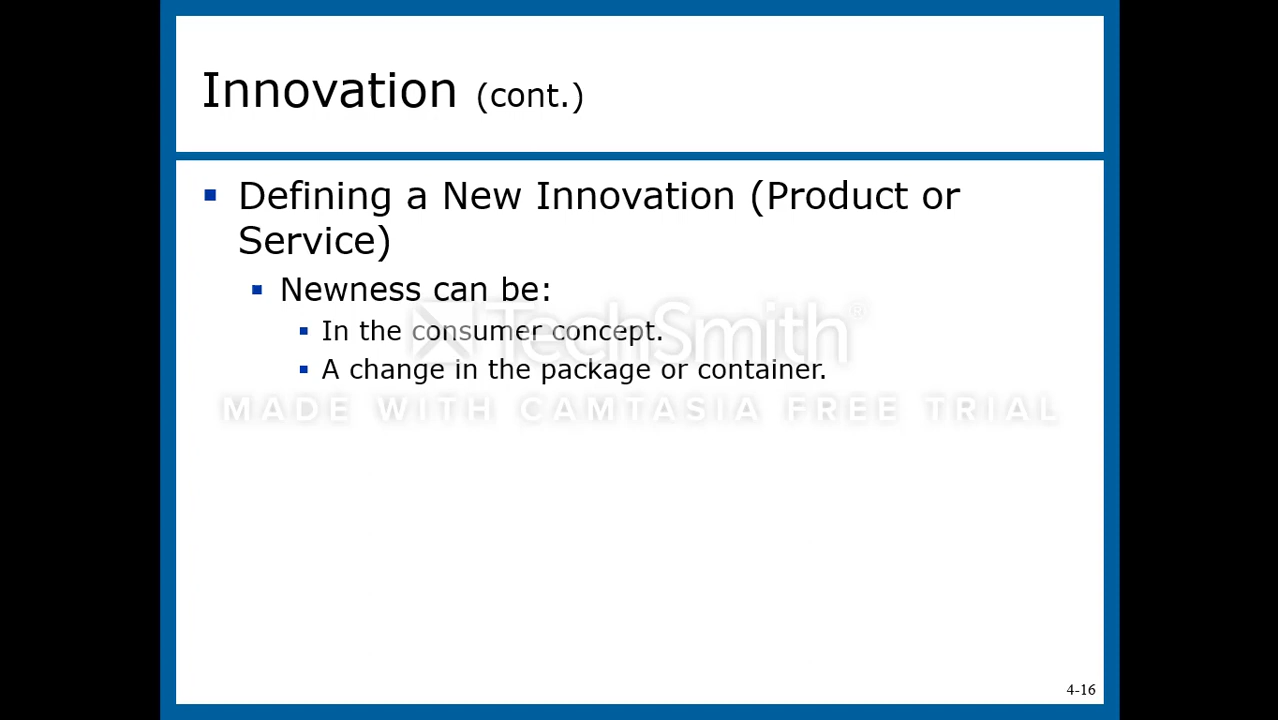 Innovation (cont.)
Defining a New Innovation (Product or
Service)
Newness can be:
In the consumer concept.
TechSmith®
A change in the package or container.
MADE WITH CAMTASIA FREE TRIAL
4-16